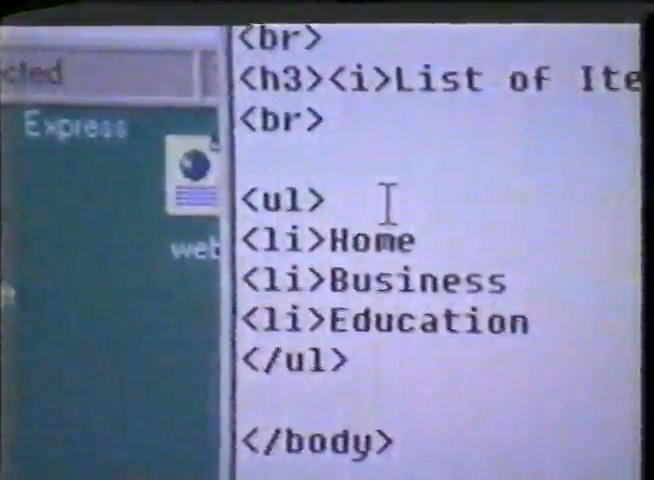 cted
Express
web
<br>
<h3><i>List of Ite
<br>
<ul>
<li>Home
<li>Business
<li>Education
</ul>
</body>